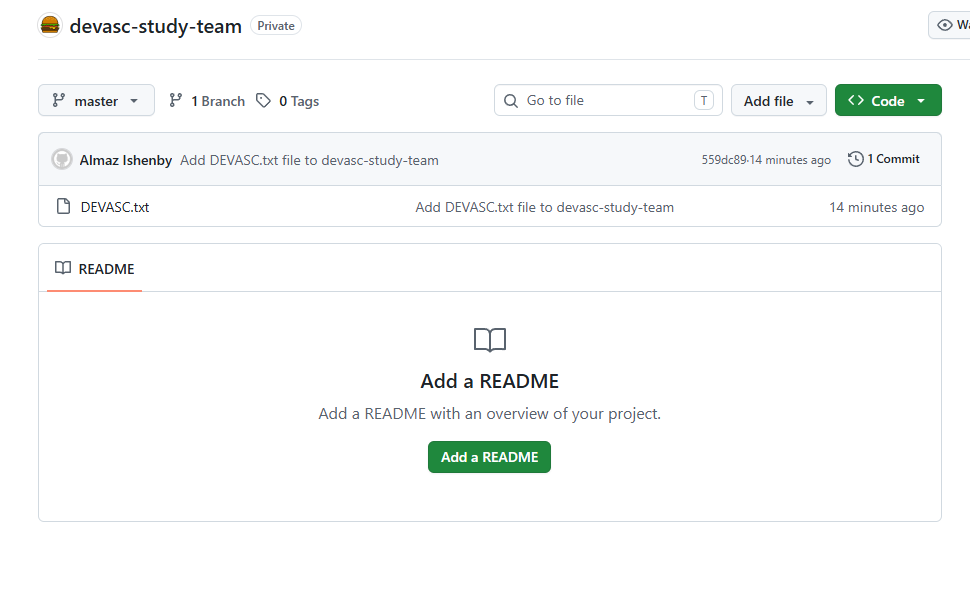 devasc-study-team Private
master 1 Branch 0 Tags Go to file T Add file Code
Almaz Ishenby Add DEVASC.txt file to devasc-study-team 559dc89·14 minutes ago 1 Commit
DEVASC.txt Add DEVASC.txt file to devasc-study-team 14 minutes ago
README
Add a README
Add a README with an overview of your project.
Add a README